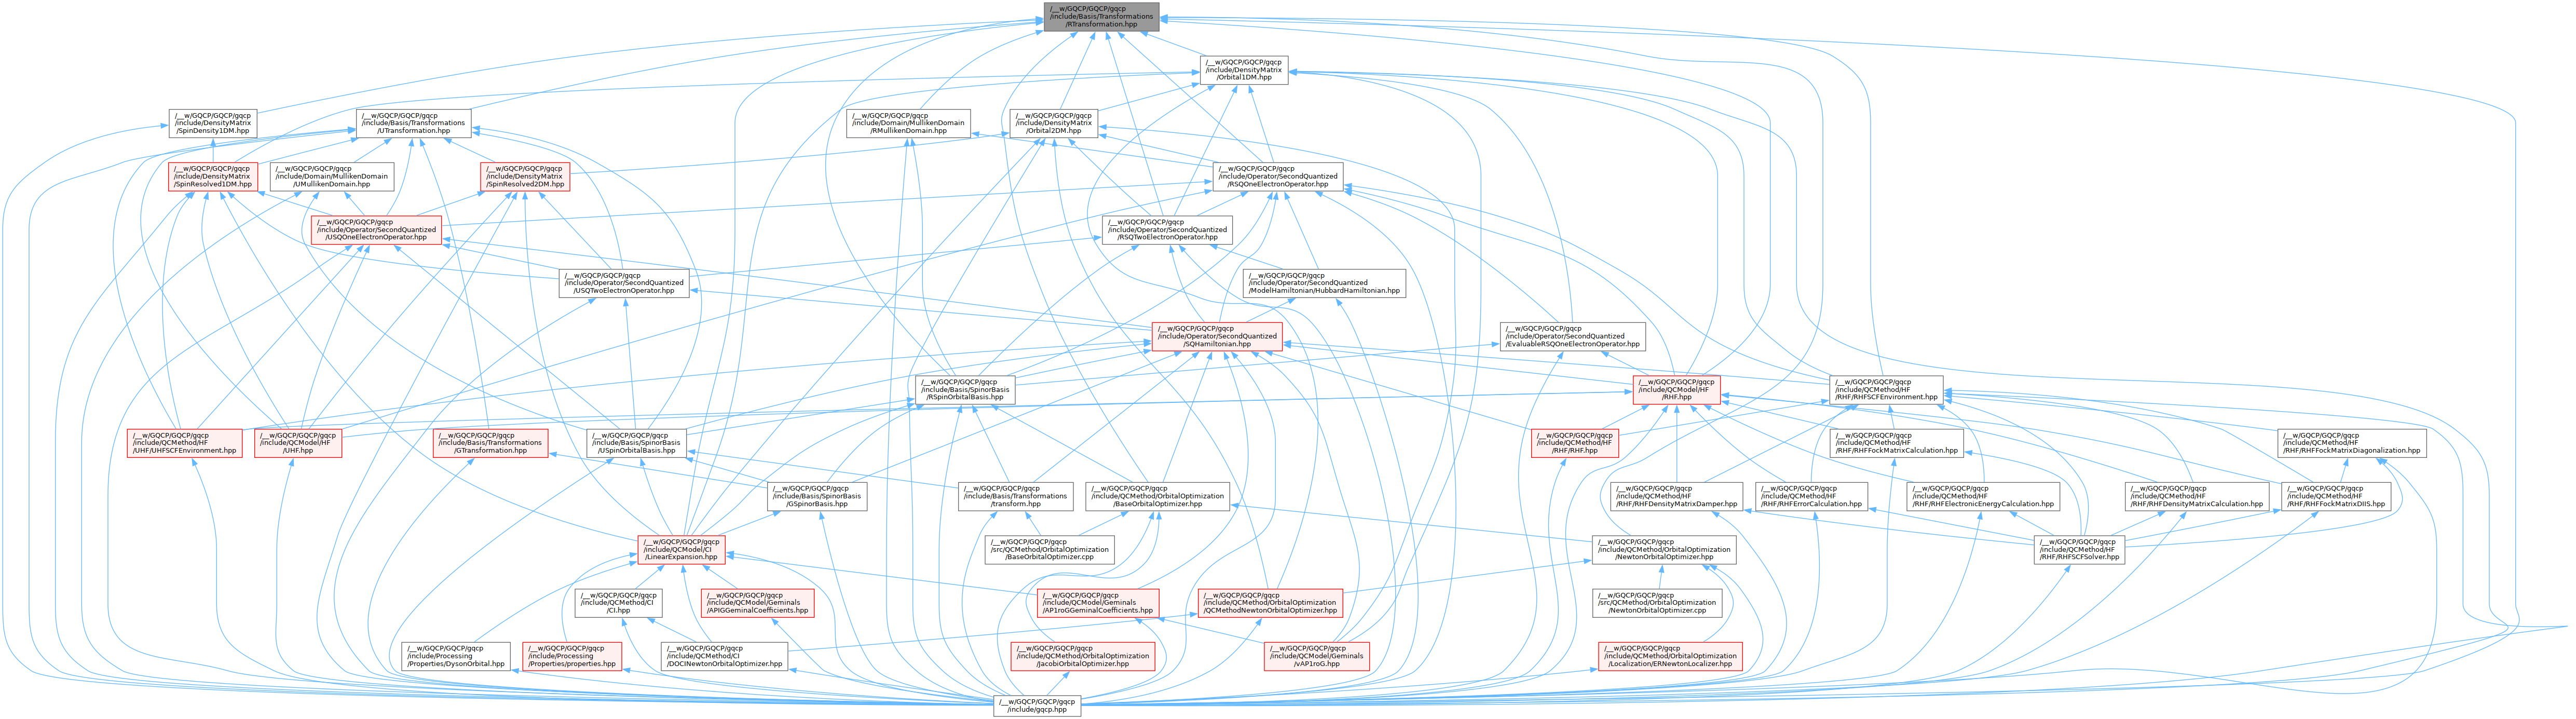 /__w/GQCP/GQCP/gqcp
/include/Basis/Transformations
/RTransformation.hpp
/__w/GQCP/GQCP/gqcp
/include/DensityMatrix
/Orbital1DM.hpp
/__w/GQCP/GQCP/gqcp
/include/DensityMatrix
/SpinDensity1DM.hpp
/__w/GQCP/GQCP/gqcp
/include/Basis/Transformations
/UTransformation.hpp
/__w/GQCP/GQCP/gqcp
/include/Domain/MullikenDomain
/RMullikenDomain.hpp
/__w/GQCP/GQCP/gqcp
/include/DensityMatrix
/Orbital2DM.hpp
/__w/GQCP/GQCP/gqcp
/include/DensityMatrix
/SpinResolved1DM.hpp
/__w/GQCP/GQCP/gqcp
/include/Domain/MullikenDomain
/UMullikenDomain.hpp
/__w/GQCP/GQCP/gqcp
/include/DensityMatrix
/SpinResolved2DM.hpp
/__w/GQCP/GQCP/gqcp
/include/Operator/SecondQuantized
/RSQOneElectronOperator.hpp
/__w/GQCP/GQCP/gqcp
/include/Operator/SecondQuantized
/USQOneElectronOperator.hpp
/__w/GQCP/GQCP/gqcp
/include/Operator/SecondQuantized
/RSQTwoElectronOperator.hpp
/__w/GQCP/GQCP/gqcp
/include/Operator/SecondQuantized
/USQTwoElectronOperator.hpp
/__w/GQCP/GQCP/gqcp
/include/Operator/SecondQuantized
/ModelHamiltonian/HubbardHamiltonian.hpp
/__w/GQCP/GQCP/gqcp
/include/Operator/SecondQuantized
/SQHamiltonian.hpp
/__w/GQCP/GQCP/gqcp
/include/Operator/SecondQuantized
/EvaluableRSQOneElectronOperator.hpp
/__w/GQCP/GQCP/gqcp
/include/Basis/SpinorBasis
/RSpinOrbitalBasis.hpp
/__w/GQCP/GQCP/gqcp
/include/QCModel/HF
/RHF.hpp
/__w/GQCP/GQCP/gqcp
/include/QCMethod/HF
/RHF/RHFSCFEnvironment.hpp
/__w/GQCP/GQCP/gqcp
/include/QCMethod/HF
/UHF/UHFSCFEnvironment.hpp
/__w/GQCP/GQCP/gqcp
/include/QCModel/HF
/UHF.hpp
/__w/GQCP/GQCP/gqcp
/include/Basis/Transformations
/GTransformation.hpp
/__w/GQCP/GQCP/gqcp
/include/Basis/SpinorBasis
/USpinOrbitalBasis.hpp
/__w/GQCP/GQCP/gqcp
/include/QCMethod/HF
/RHF/RHF.hpp
/__w/GQCP/GQCP/gqcp
/include/QCMethod/HF
/RHF/RHFFockMatrixCalculation.hpp
/__w/GQCP/GQCP/gqcp
/include/QCMethod/HF
/RHF/RHFFockMatrixDiagonalization.hpp
/__w/GQCP/GQCP/gqcp
/include/Basis/SpinorBasis
/GSpinorBasis.hpp
/__w/GQCP/GQCP/gqcp
/include/Basis/Transformations
/transform.hpp
/__w/GQCP/GQCP/gqcp
/include/QCMethod/OrbitalOptimization
/BaseOrbitalOptimizer.hpp
/__w/GQCP/GQCP/gqcp
/include/QCMethod/HF
/RHF/RHFDensityMatrixDamper.hpp
/__w/GQCP/GQCP/gqcp
/include/QCMethod/HF
/RHF/RHFErrorCalculation.hpp
/__w/GQCP/GQCP/gqcp
/include/QCMethod/HF
/RHF/RHFElectronicEnergyCalculation.hpp
/__w/GQCP/GQCP/gqcp
/include/QCMethod/HF
/RHF/RHFDensityMatrixCalculation.hpp
/__w/GQCP/GQCP/gqcp
/include/QCMethod/HF
/RHF/RHFFockMatrixDIIS.hpp
/__w/GQCP/GQCP/gqcp
/include/QCModel/CI
/LinearExpansion.hpp
/__w/GQCP/GQCP/gqcp
/src/QCMethod/OrbitalOptimization
/BaseOrbitalOptimizer.cpp
/__w/GQCP/GQCP/gqcp
/include/QCMethod/OrbitalOptimization
/NewtonOrbitalOptimizer.hpp
/__w/GQCP/GQCP/gqcp
/include/QCMethod/HF
/RHF/RHFSCFSolver.hpp
/__w/GQCP/GQCP/gqcp
/include/QCMethod/CI
/CI.hpp
/__w/GQCP/GQCP/gqcp
/include/QCModel/Geminals
/APIGGeminalCoefficients.hpp
/__w/GQCP/GQCP/gqcp
/include/QCModel/Geminals
/AP1roGGeminalCoefficients.hpp
/__w/GQCP/GQCP/gqcp
/include/QCMethod/OrbitalOptimization
/QCMethodNewtonOrbitalOptimizer.hpp
/__w/GQCP/GQCP/gqcp
/src/QCMethod/OrbitalOptimization
/NewtonOrbitalOptimizer.cpp
/__w/GQCP/GQCP/gqcp
/include/Processing
/Properties/DysonOrbital.hpp
/__w/GQCP/GQCP/gqcp
/include/Processing
/Properties/properties.hpp
/__w/GQCP/GQCP/gqcp
/include/QCMethod/CI
/DOCINewtonOrbitalOptimizer.hpp
/__w/GQCP/GQCP/gqcp
/include/QCMethod/OrbitalOptimization
/JacobiOrbitalOptimizer.hpp
/__w/GQCP/GQCP/gqcp
/include/QCModel/Geminals
/vAP1roG.hpp
/__w/GQCP/GQCP/gqcp
/include/QCMethod/OrbitalOptimization
/Localization/ERNewtonLocalizer.hpp
/__w/GQCP/GQCP/gqcp
/include/gqcp.hpp